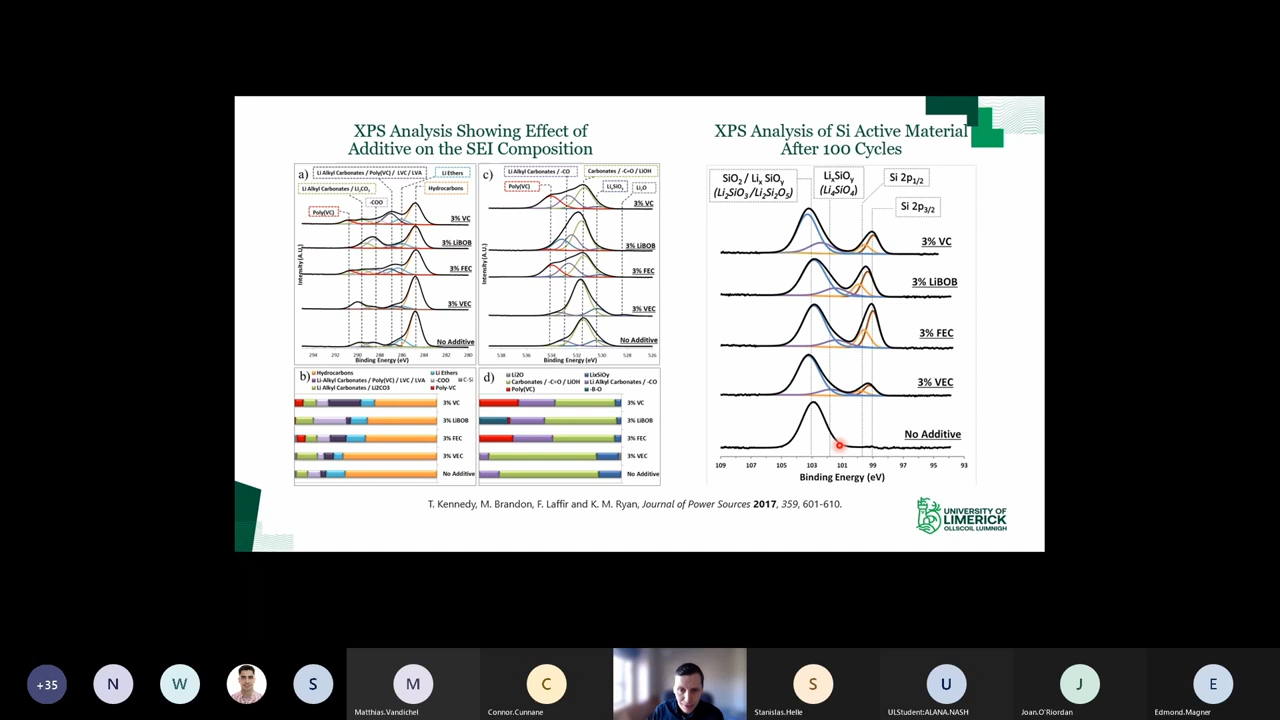 XPS Analysis Showing Effect of
Additive on the SEI Composition
a)
Li Alkyl Carbonates / Poly(VC) / LVC / LVA
Li Ethers
Li Alkyl Carbonates / Li2CO3
Hydrocarbons
-COO
Poly(VC)
3% VC
3% LiBOB
3% FEC
3% VEC
No Additive
Intensity (A.U.)
294 292 290 288 286 284 282 280
Binding Energy (eV)
c)
Li Alkyl Carbonates / -CO
Carbonates / -C=O / LiOH
Poly(VC)
LixSiOy
Li2O
3% VC
3% LiBOB
3% FEC
3% VEC
No Additive
Intensity (A.U.)
538 534 532 530 528 526
Binding Energy (eV)
b)
Hydrocarbons
Li Ethers
Li-Alkyl Carbonates / Poly(VC) / LVC / LVA
-COO
C-Si
Li Alkyl Carbonates / Li2CO3
Poly-VC
3% VC
3% LiBOB
3% FEC
3% VEC
No Additive
d)
Li2O
LixSiOy
Carbonates / -C=O / LiOH
Li Alkyl Carbonates / -CO
Poly(VC)
-B-O
3% VC
3% LiBOB
3% FEC
3% VEC
No Additive
XPS Analysis of Si Active Material
After 100 Cycles
SiO2 / Lix SiOy
(Li2SiO3/Li2Si2O5)
LixSiOy
(Li4SiO4)
Si 2p1/2
Si 2p3/2
3% VC
3% LiBOB
3% FEC
3% VEC
No Additive
109 107 105 103 101 99 97 95 93
Binding Energy (eV)
T. Kennedy, M. Brandon, F. Laffir and K. M. Ryan, Journal of Power Sources 2017, 359, 601-610.
UNIVERSITY OF
LIMERICK
OLLSCOIL LUIMNIGH
+35
N
W
S
M
Matthias.Vandichel
C
Connor.Cunnane
S
Stanislas.Helle
U
ULStudent:ALANA.NASH
J
Joan.O'Riordan
E
Edmond.Magner